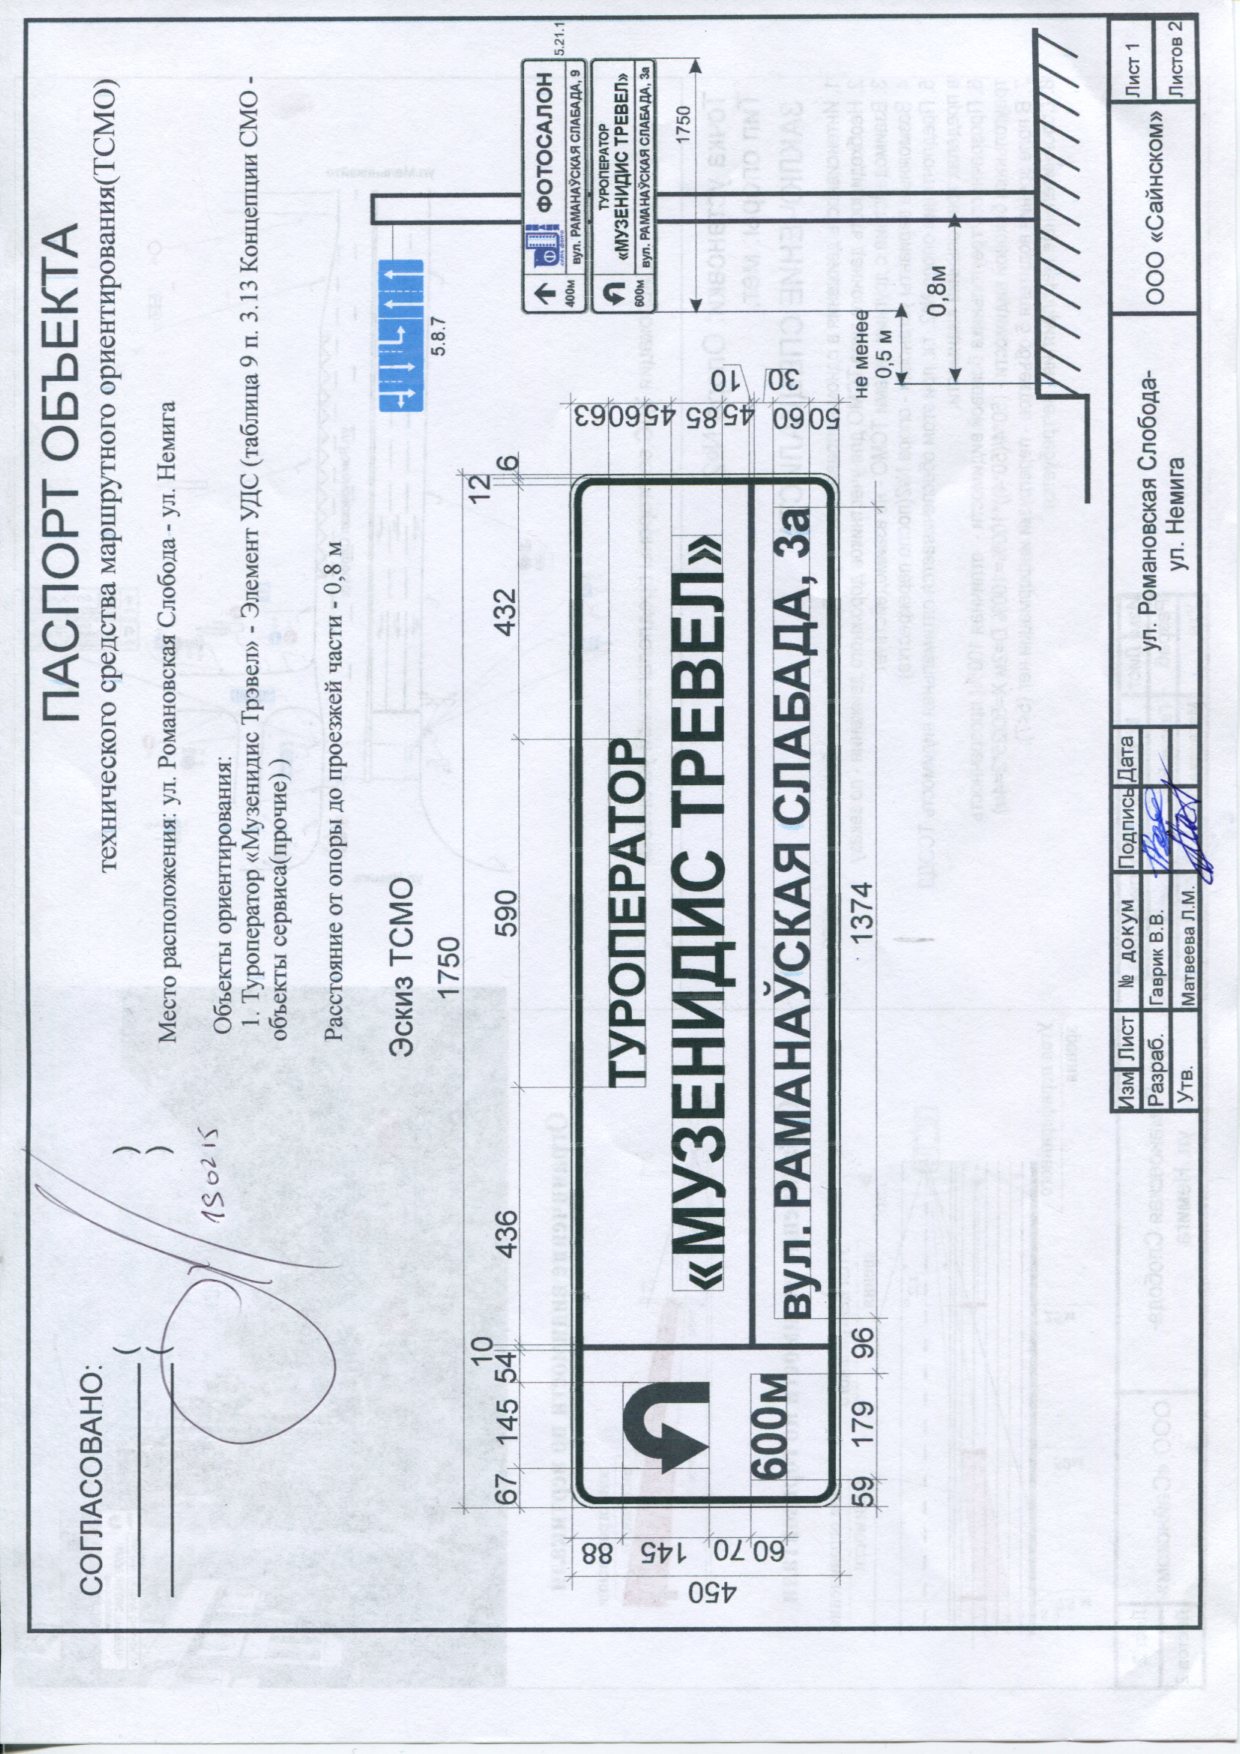 СОГЛАСОВАНО:
( )
( )
130215
ПАСПОРТ ОБЪЕКТА
технического средства маршрутного ориентирования(ТСМО)
Место расположения: ул. Романовская Слобода - ул. Немига
Объекты ориентирования:
1. Туроператор «Музенидис Трэвел» - Элемент УДС (таблица 9 п. 3.13 Концепции СМО -
объекты сервиса(прочие) )
Расстояние от опоры до проезжей части - 0,8 м
Эскиз ТСМО
1750
67 145 54 10 436 590 432 12 6
88 145 70 60
450
600м
ТУРОПЕРАТОР
«МУЗЕНИДИС ТРЕВЕЛ»
вул. РАМАНАЎСКАЯ СЛАБАДА, 3а
63 60 45 85 45 10 60 30 50
59 179 96 1374
5.8.7
5.21.1
400м
ФОТОСАЛОН
вул. РАМАНАЎСКАЯ СЛАБАДА, 9
600м
ТУРОПЕРАТОР
«МУЗЕНИДИС ТРЕВЕЛ»
вул. РАМАНАЎСКАЯ СЛАБАДА, 3а
1750
не менее
0,5 м
0,8м
Изм Лист № докум Подпись Дата
Разраб. Гаврик В.В.
Утв. Матвеева Л.М.
ул. Романовская Слобода-
ул. Немига
ООО «Сайнском»
Лист 1
Листов 2